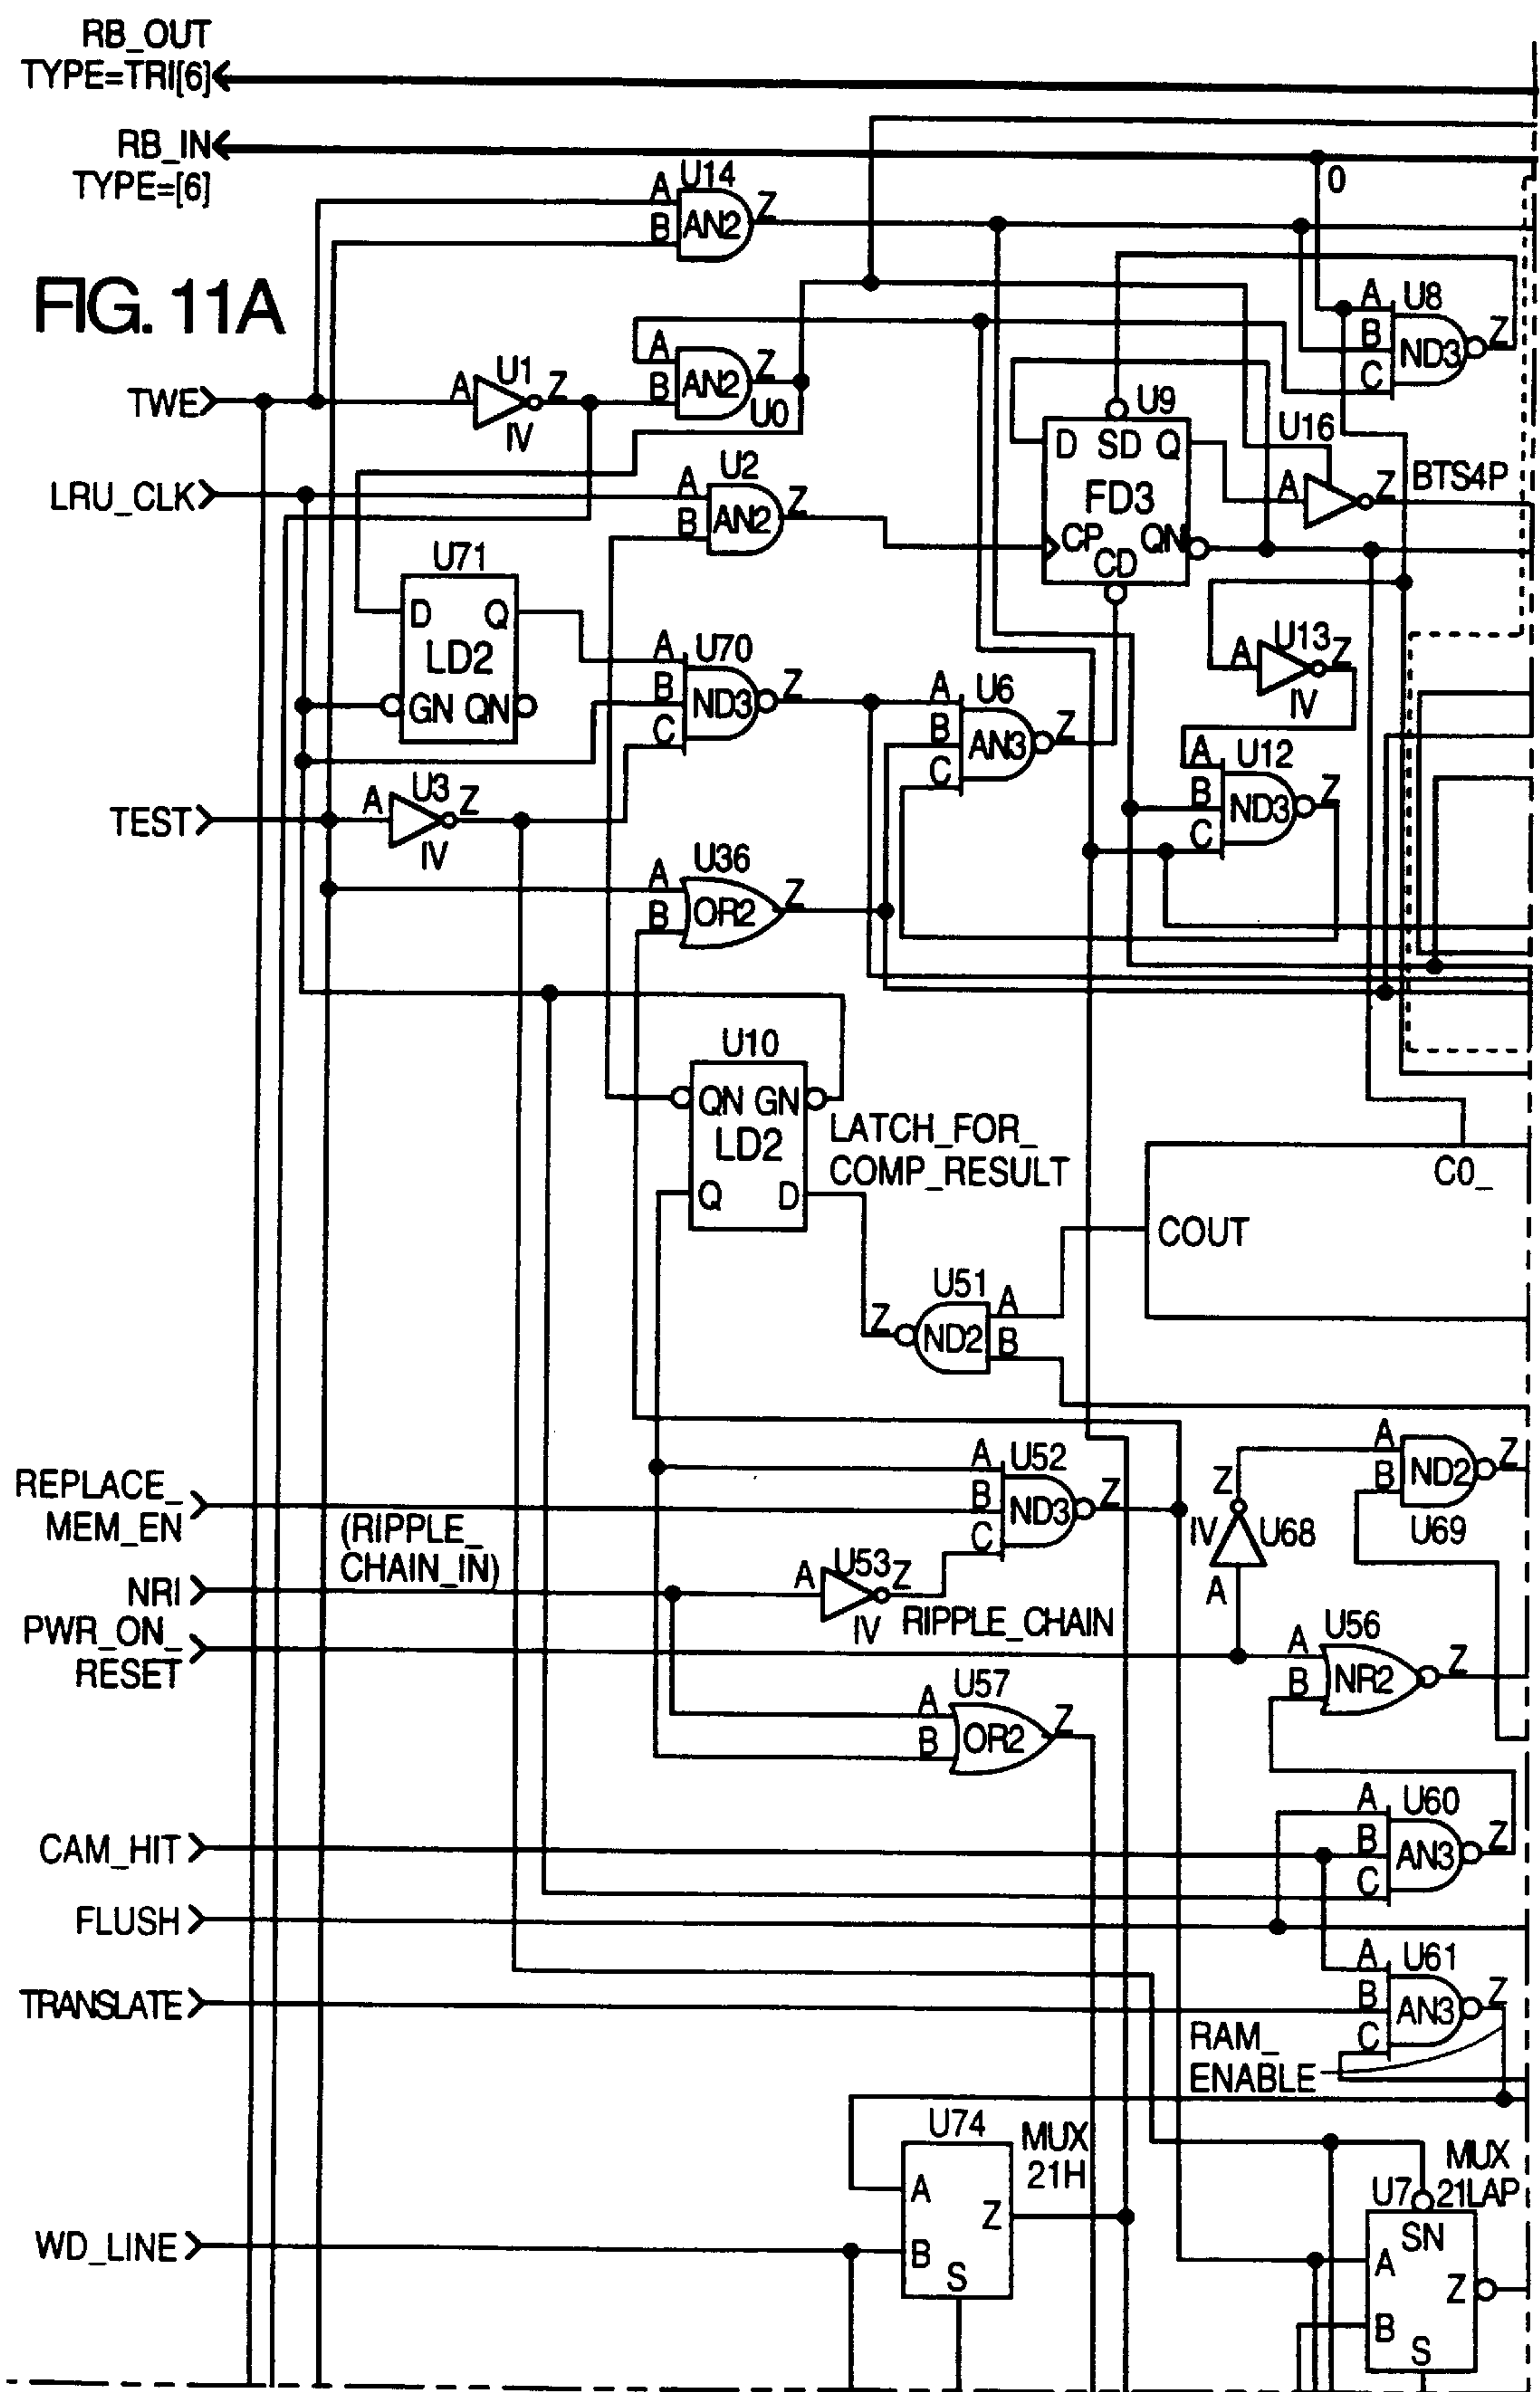 RB_OUT
TYPE=TRI[6]
RB_IN
TYPE=[6]
0
U14
A
B
AN2
Z
FIG. 11A
A
B
C
U8
ND3
Z
TWE
A
U1
Z
IV
A
B
AN2
Z
U0
U9
D
SD
Q
FD3
CP
CD
QN
U16
A
Z
BTS4P
LRU_CLK
U2
A
B
AN2
Z
U71
D
Q
LD2
GN
QN
U70
A
B
C
ND3
Z
U6
A
B
C
AN3
Z
U13
A
Z
IV
U12
A
B
C
ND3
Z
TEST
A
U3
Z
IV
U36
A
B
OR2
Z
U10
QN
GN
LD2
Q
D
LATCH_FOR_
COMP_RESULT
C0_
COUT
U51
Z
ND2
A
B
REPLACE_
MEM_EN
U52
A
B
C
ND3
Z
A
B
ND2
Z
U69
Z
IV
U68
A
(RIPPLE_
CHAIN_IN)
NRI
A
U53
Z
IV
RIPPLE_CHAIN
PWR_ON_
RESET
U56
A
B
NR2
Z
U57
A
B
OR2
Z
CAM_HIT
U60
A
B
C
AN3
Z
FLUSH
U61
A
B
C
AN3
Z
TRANSLATE
RAM_
ENABLE
U74
MUX
21H
A
B
Z
S
MUX
21LAP
U7
SN
A
B
Z
S
WD_LINE